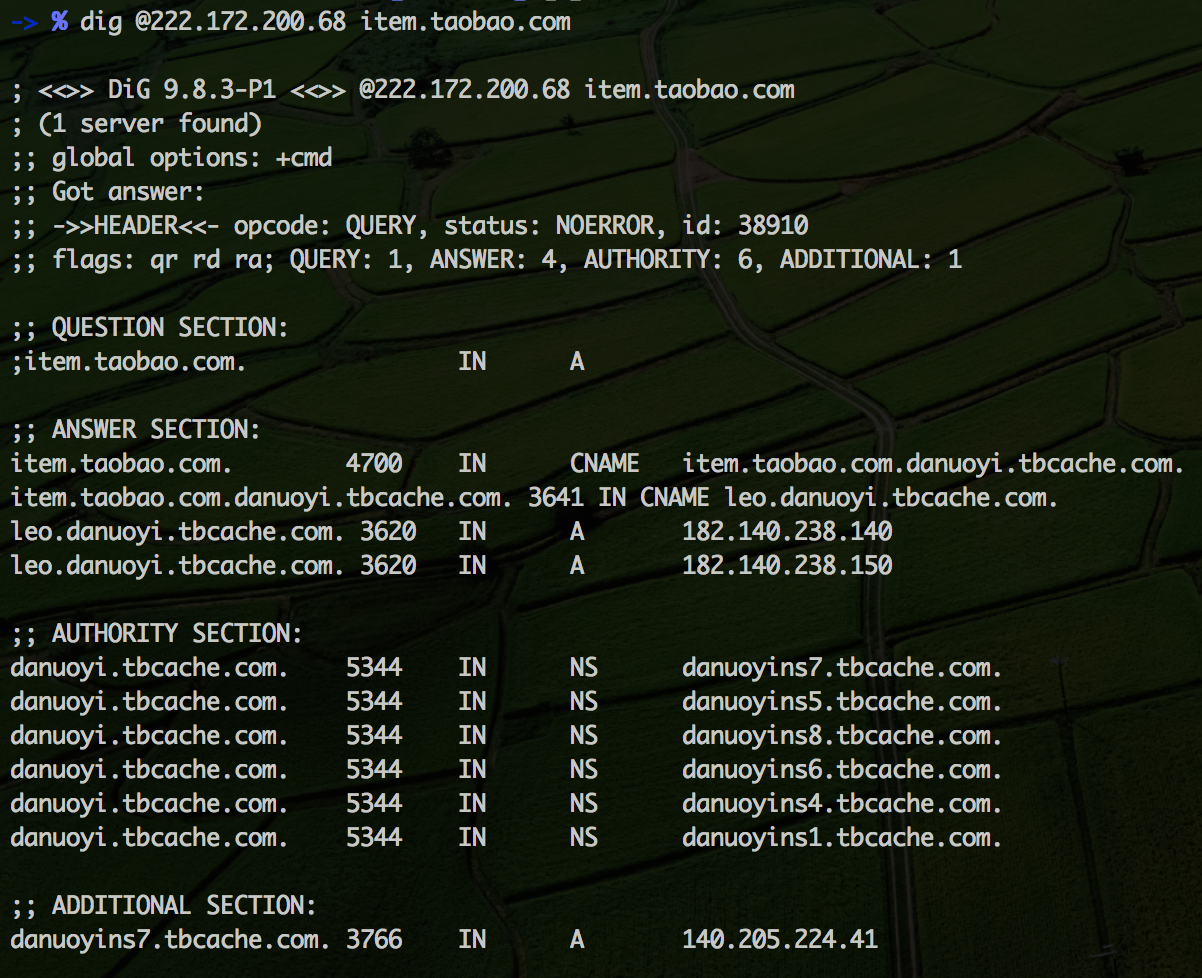 -> % dig @222.172.200.68 item.taobao.com
; <<>> DiG 9.8.3-P1 <<>> @222.172.200.68 item.taobao.com
; (1 server found)
;; global options: +cmd
;; Got answer:
;; ->>HEADER<<- opcode: QUERY, status: NOERROR, id: 38910
;; flags: qr rd ra; QUERY: 1, ANSWER: 4, AUTHORITY: 6, ADDITIONAL: 1
;; QUESTION SECTION:
;item.taobao.com. IN A
;; ANSWER SECTION:
item.taobao.com. 4700 IN CNAME item.taobao.com.danuoyi.tbcache.com.
item.taobao.com.danuoyi.tbcache.com. 3641 IN CNAME leo.danuoyi.tbcache.com.
leo.danuoyi.tbcache.com. 3620 IN A 182.140.238.140
leo.danuoyi.tbcache.com. 3620 IN A 182.140.238.150
;; AUTHORITY SECTION:
danuoyi.tbcache.com. 5344 IN NS danuoyins7.tbcache.com.
danuoyi.tbcache.com. 5344 IN NS danuoyins5.tbcache.com.
danuoyi.tbcache.com. 5344 IN NS danuoyins8.tbcache.com.
danuoyi.tbcache.com. 5344 IN NS danuoyins6.tbcache.com.
danuoyi.tbcache.com. 5344 IN NS danuoyins4.tbcache.com.
danuoyi.tbcache.com. 5344 IN NS danuoyins1.tbcache.com.
;; ADDITIONAL SECTION:
danuoyins7.tbcache.com. 3766 IN A 140.205.224.41